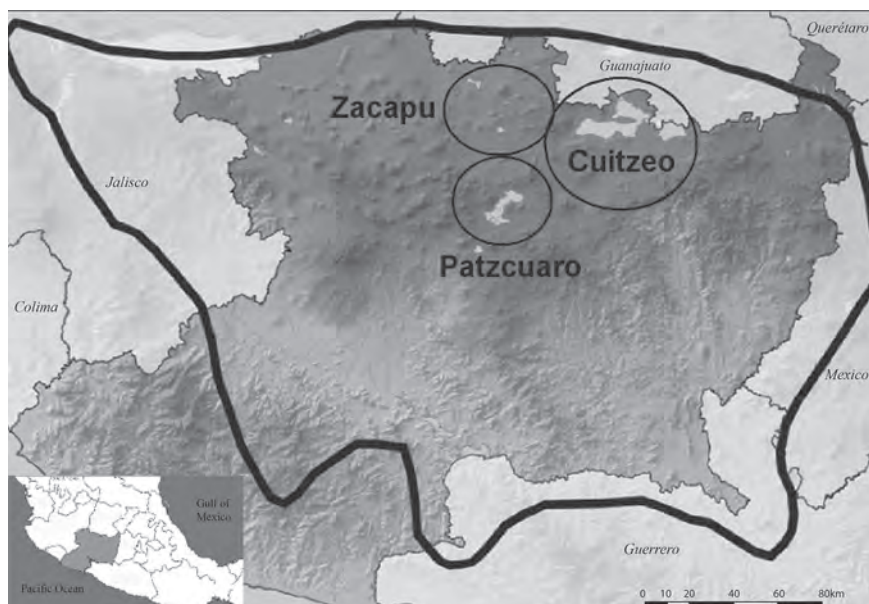 Querétaro
Guanajuato
Zacapu
Cuitzeo
Jalisco
Patzcuaro
Colima
Mexico
Gulf of
Mexico
Guerrero
Pacific Ocean
0 10 20 40 60 80km